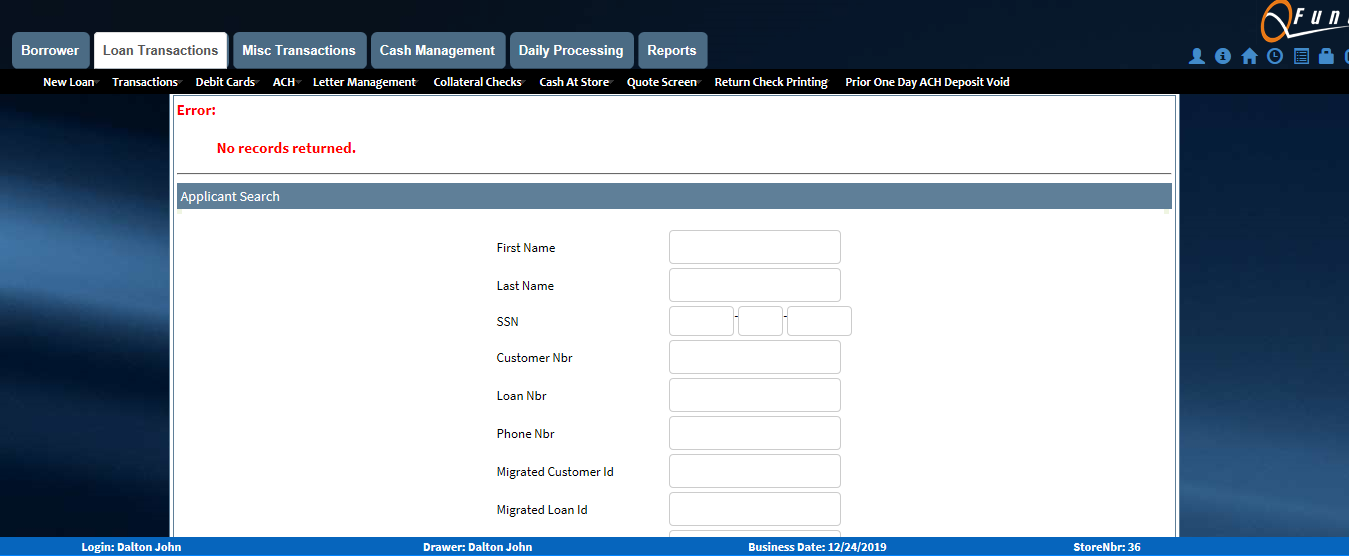 Fun
Borrower Loan Transactions Misc Transactions Cash Management Daily Processing Reports
New Loan Transactions Debit Cards ACH Letter Management Collateral Checks Cash At Store Quote Screen Return Check Printing Prior One Day ACH Deposit Void
Error:
No records returned.
Applicant Search
First Name
Last Name
SSN - -
Customer Nbr
Loan Nbr
Phone Nbr
Migrated Customer Id
Migrated Loan Id
Login: Dalton John Drawer: Dalton John Business Date: 12/24/2019 StoreNbr: 36